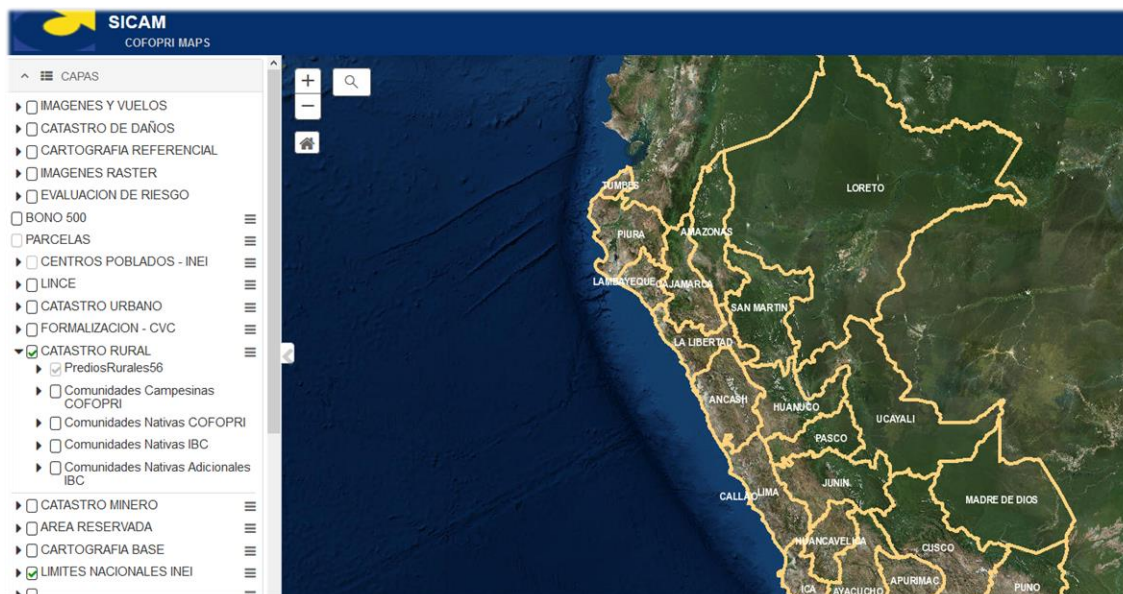 SICAM
COFOPRI MAPS
CAPAS
IMAGENES Y VUELOS
CATASTRO DE DAÑOS
CARTOGRAFIA REFERENCIAL
IMAGENES RASTER
EVALUACION DE RIESGO
BONO 500
PARCELAS
CENTROS POBLADOS - INEI
LINCE
CATASTRO URBANO
FORMALIZACION - CVC
CATASTRO RURAL
PrediosRurales56
Comunidades Campesinas
COFOPRI
Comunidades Nativas COFOPRI
Comunidades Nativas IBC
Comunidades Nativas Adicionales
IBC
CATASTRO MINERO
AREA RESERVADA
CARTOGRAFIA BASE
LIMITES NACIONALES INEI
TUMBES
LORETO
PIURA
AMAZONAS
LAMBAYEQUE
CAJAMARCA
SAN MARTIN
LA LIBERTAD
ANCASH
HUANUCO
UCAYALI
PASCO
CALLAO
LIMA
JUNIN
MADRE DE DIOS
HUANCAVELICA
CUSCO
ICA
AYACUCHO
APURIMAC
PUNO